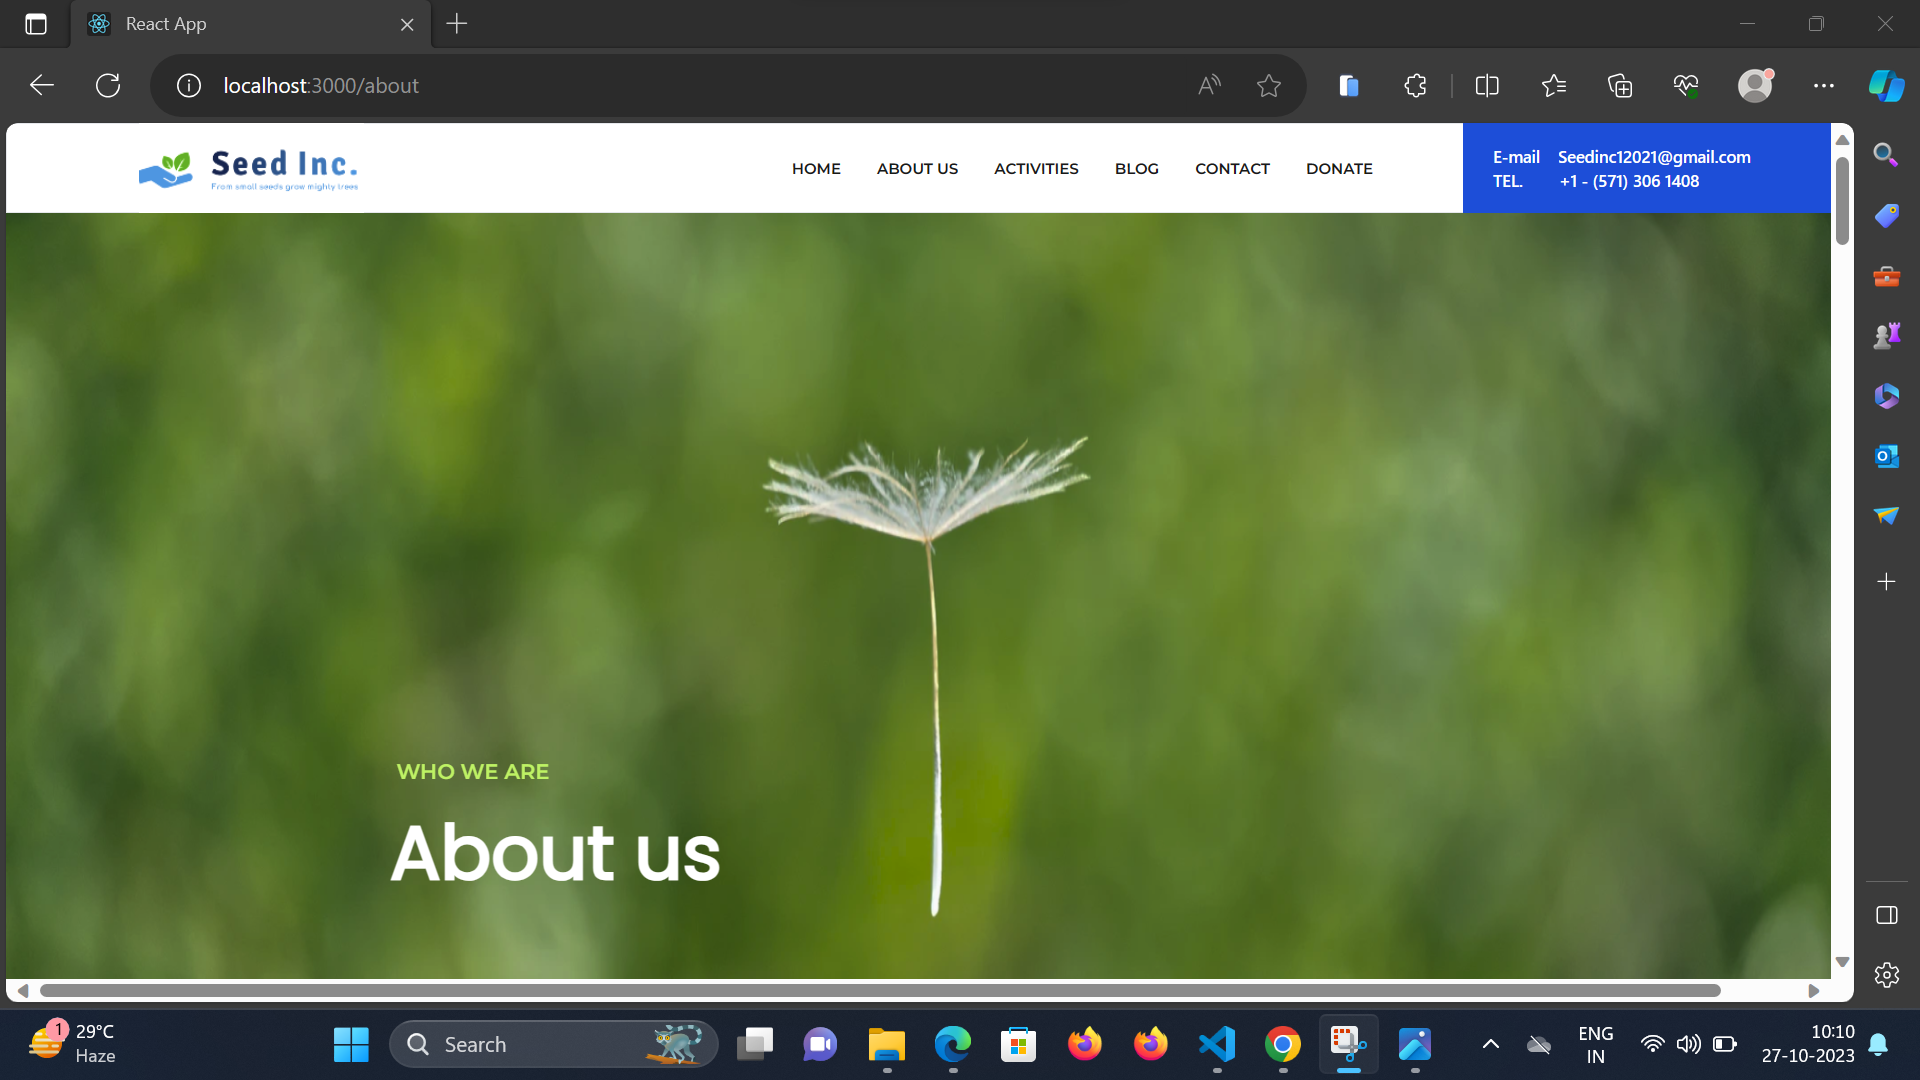 React App
localhost:3000/about
Seed Inc.
From small seeds grow mighty trees
HOME ABOUT US ACTIVITIES BLOG CONTACT DONATE
E-mail Seedinc12021@gmail.com
TEL. +1 - (571) 306 1408
WHO WE ARE
About us
1
29°C
Haze
Search
ENG
IN
10:10
27-10-2023